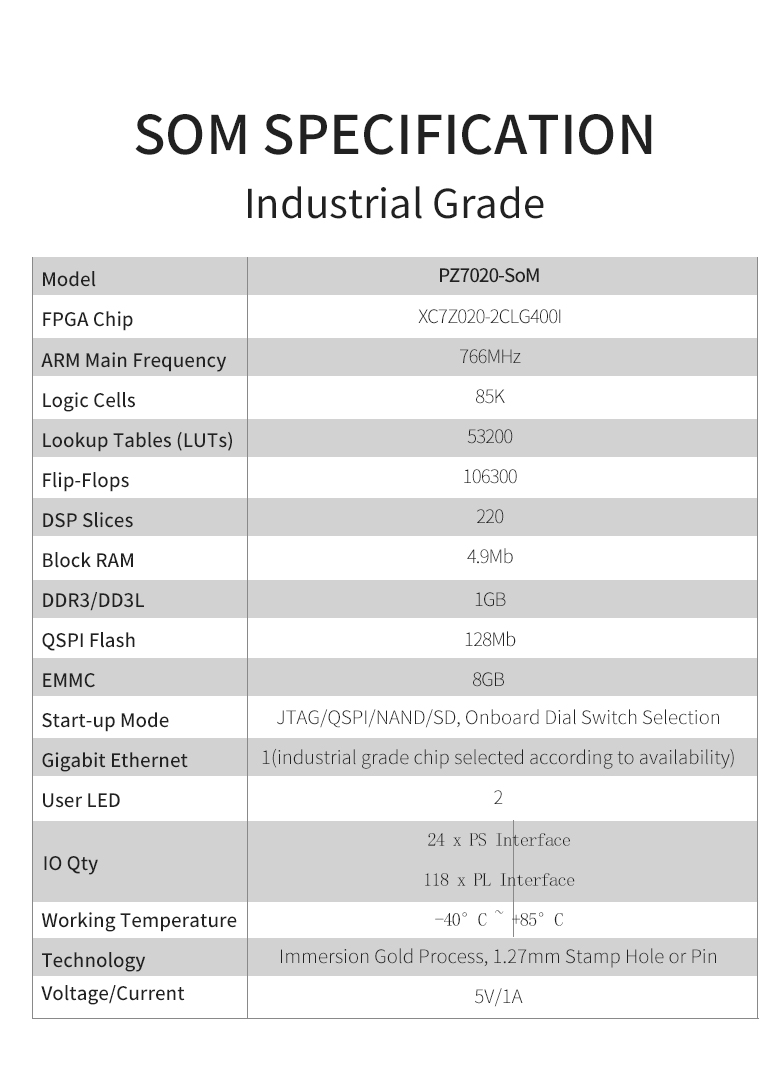 SOM SPECIFICATION
Industrial Grade
Model PZ7020-SoM
FPGA Chip XC7Z020-2CLG400I
ARM Main Frequency 766MHz
Logic Cells 85K
Lookup Tables (LUTs) 53200
Flip-Flops 106300
DSP Slices 220
Block RAM 4.9Mb
DDR3/DD3L 1GB
QSPI Flash 128Mb
EMMC 8GB
Start-up Mode JTAG/QSPI/NAND/SD, Onboard Dial Switch Selection
Gigabit Ethernet 1(industrial grade chip selected according to availability)
User LED 2
IO Qty 24 x PS Interface
118 x PL Interface
Working Temperature -40° C ~ +85° C
Technology Immersion Gold Process, 1.27mm Stamp Hole or Pin
Voltage/Current 5V/1A